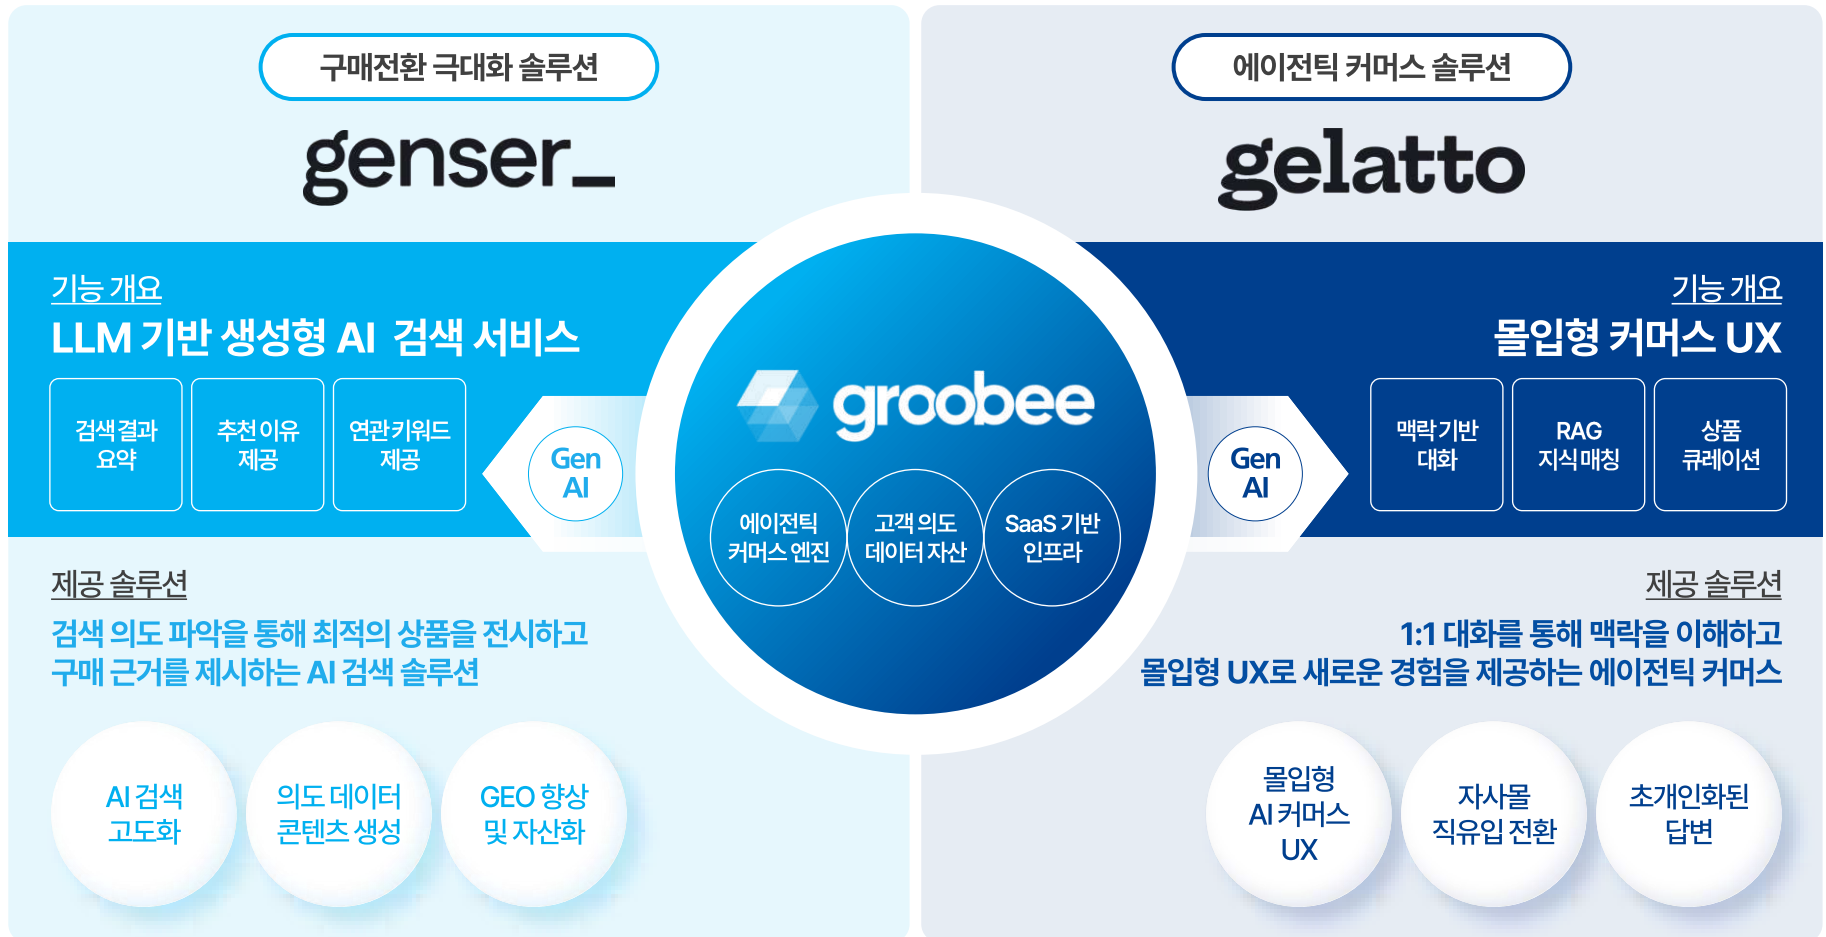 구매전환 극대화 솔루션
genser_
기능 개요
LLM 기반 생성형 AI 검색 서비스
검색 결과
요약
추천 이유
제공
연관 키워드
제공
Gen
AI
제공 솔루션
검색 의도 파악을 통해 최적의 상품을 전시하고
구매 근거를 제시하는 AI 검색 솔루션
AI 검색
고도화
의도 데이터
콘텐츠 생성
GEO 향상
및 자산화
groobee
에이전틱
커머스 엔진
고객 의도
데이터 자산
SaaS 기반
인프라
에이전틱 커머스 솔루션
gelatto
기능 개요
몰입형 커머스 UX
Gen
AI
맥락 기반
대화
RAG
지식 매칭
상품
큐레이션
제공 솔루션
1:1 대화를 통해 맥락을 이해하고
몰입형 UX로 새로운 경험을 제공하는 에이전틱 커머스
몰입형
AI 커머스
UX
자사몰
직유입 전환
초개인화된
답변